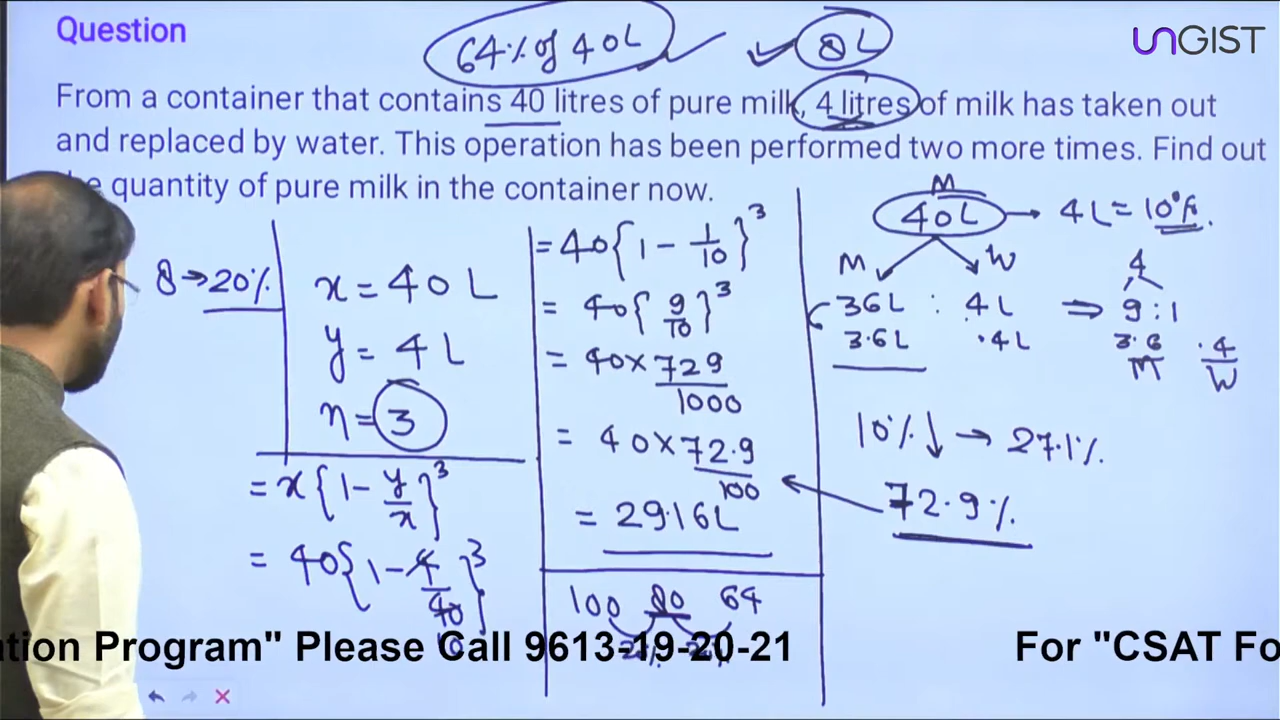 Question
UNGIST
64% of 40L
8L
From a container that contains 40 litres of pure milk, 4 litres of milk has taken out
and replaced by water. This operation has been performed two more times. Find out
the quantity of pure milk in the container now.
8→20%
x = 40 L
y = 4 L
n = 3
= x{1 - y/x}^3
= 40{1 - 4/40}^3
10
= 40{1 - 1/10}^3
= 40{9/10}^3
= 40 × 729/1000
= 40 × 72.9/100
= 29.16L
100 80 64
20% 20%
M
40L → 4L = 10%.
M W
36L : 4L ⇒ 9:1
4
3.6L .4L
3.6/M .4/W
10%↓ → 27.1%.
72.9%.
ution Program" Please Call 9613-19-20-21 For "CSAT Fo